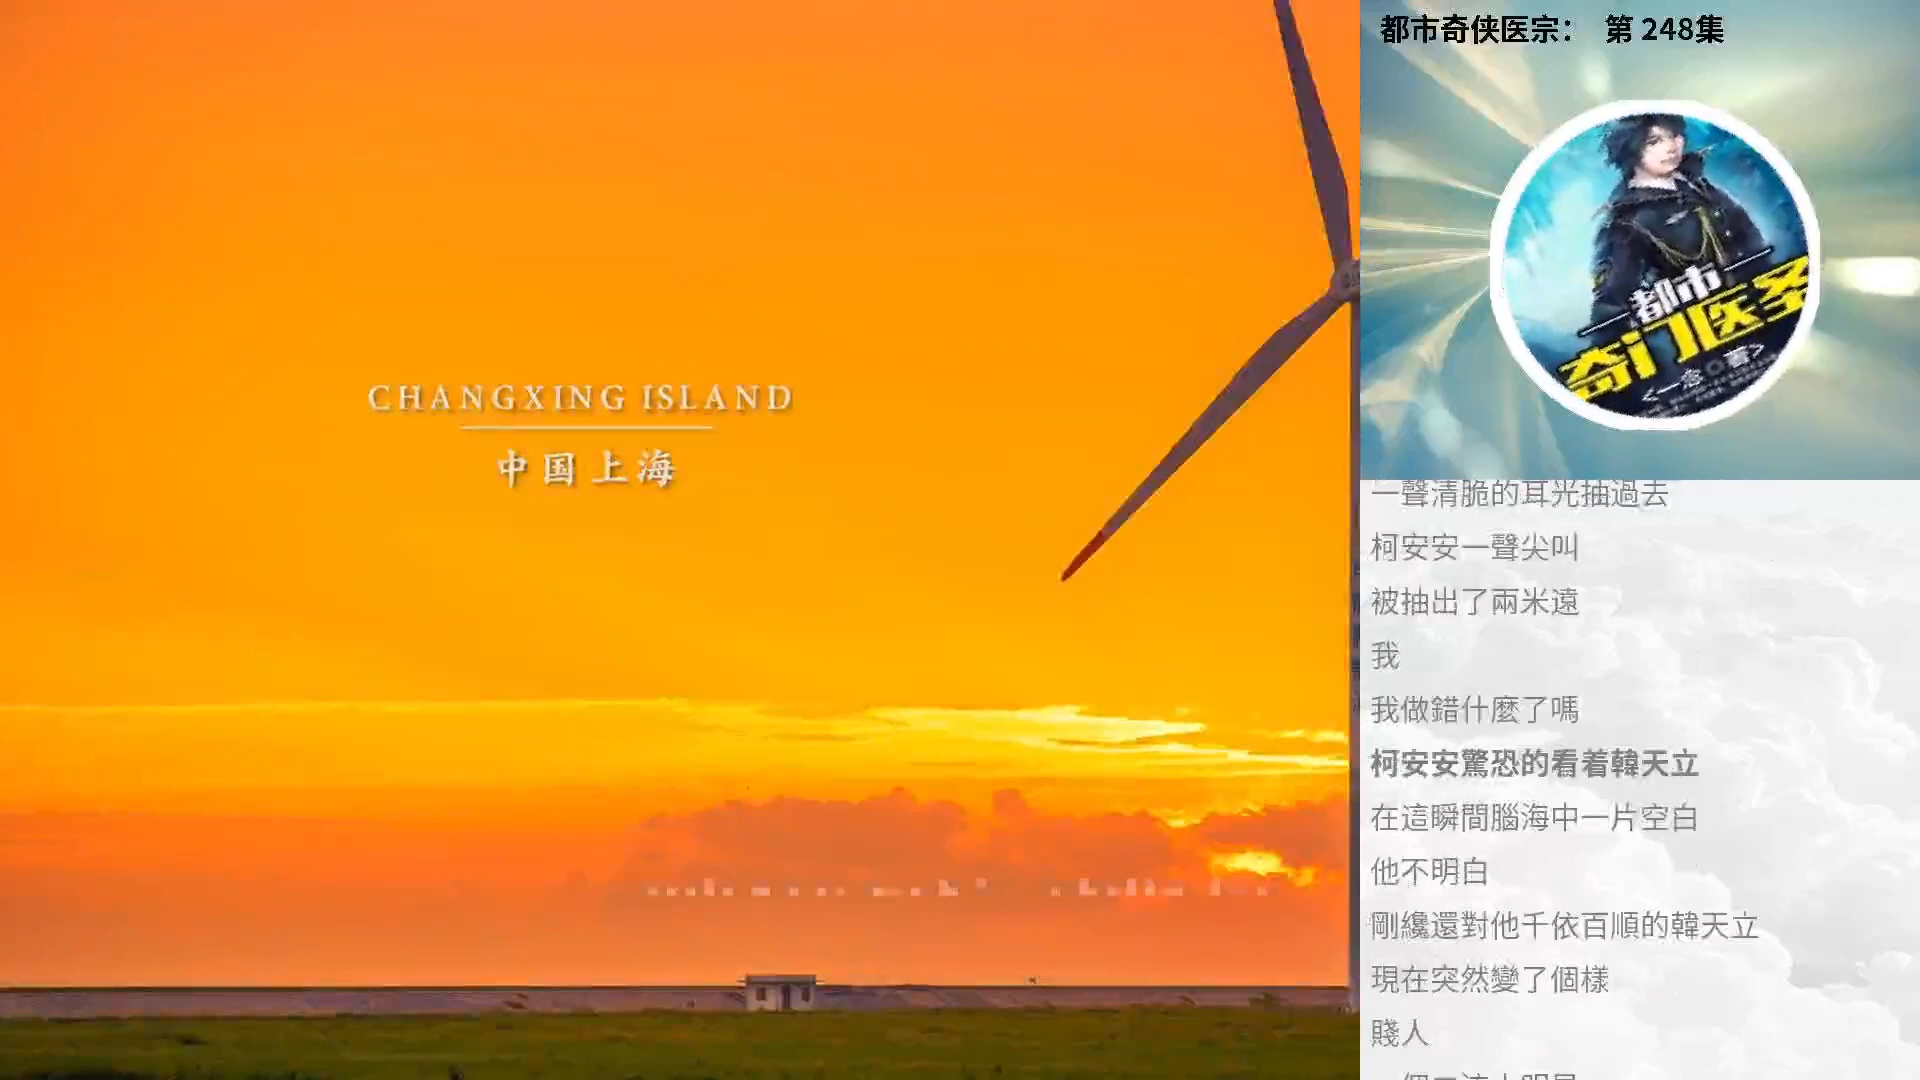 CHANGXING ISLAND
中国上海
都市奇侠医宗： 第 248集
都市
奇门医圣
一聲清脆的耳光抽過去
柯安安一聲尖叫
被抽出了兩米遠
我
我做錯什麼了嗎
柯安安驚恐的看着韓天立
在這瞬間腦海中一片空白
他不明白
剛纔還對他千依百順的韓天立
現在突然變了個樣
賤人